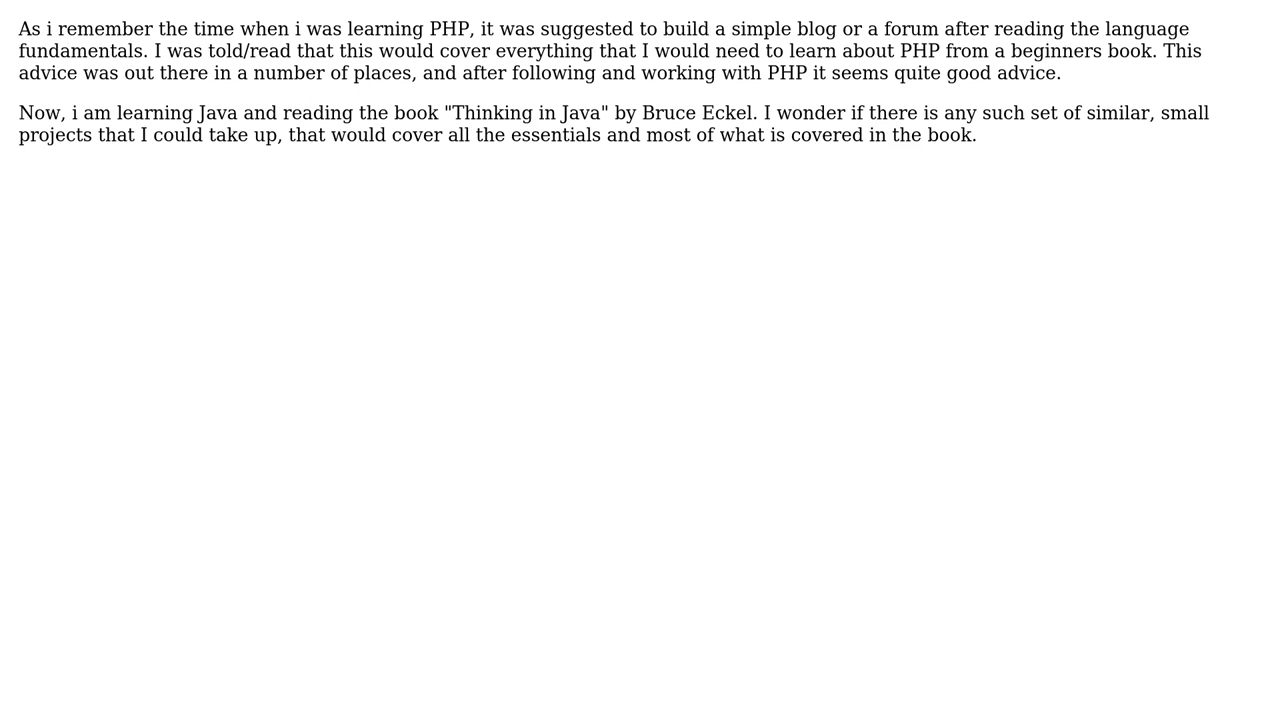 As i remember the time when i was learning PHP, it was suggested to build a simple blog or a forum after reading the language
fundamentals. I was told/read that this would cover everything that I would need to learn about PHP from a beginners book. This
advice was out there in a number of places, and after following and working with PHP it seems quite good advice.
Now, i am learning Java and reading the book "Thinking in Java" by Bruce Eckel. I wonder if there is any such set of similar, small
projects that I could take up, that would cover all the essentials and most of what is covered in the book.